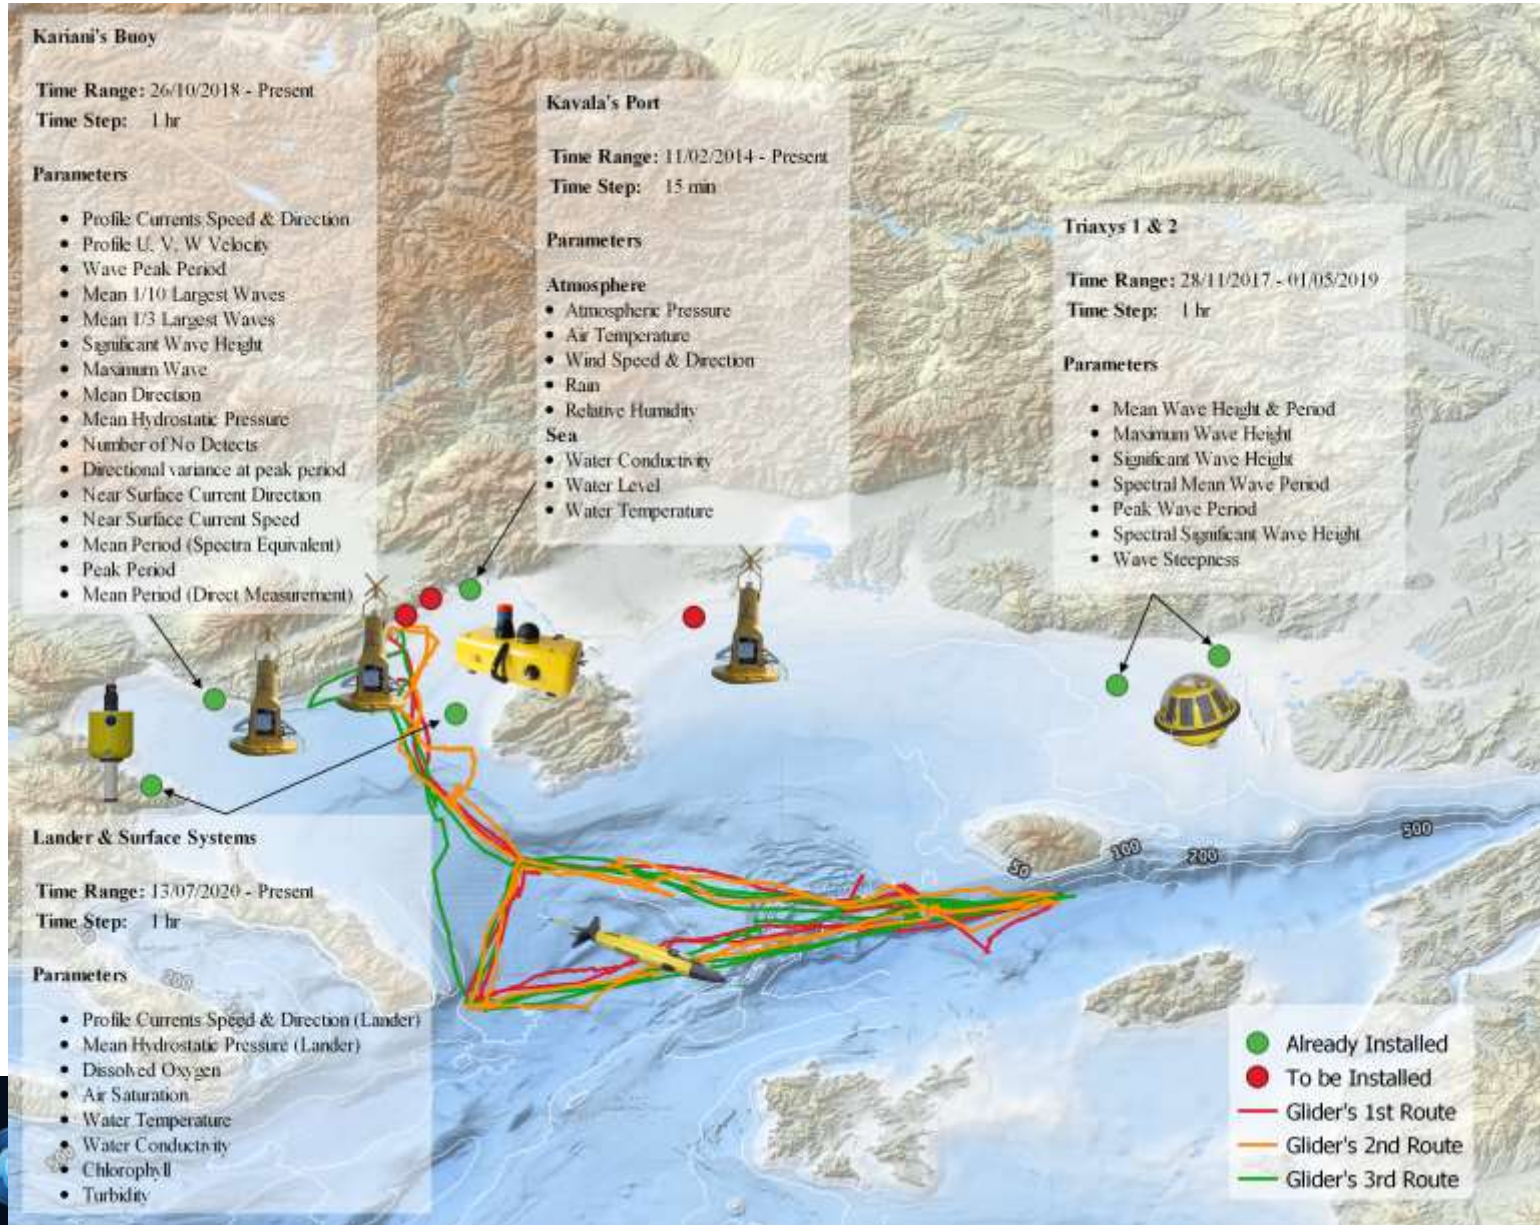 Kariani's Buoy
Time Range: 26/10/2018 - Present
Time Step: 1 hr
Parameters
• Profile Currents Speed & Direction
• Profile U, V, W Velocity
• Wave Peak Period
• Mean 1/10 Largest Waves
• Mean 1/3 Largest Waves
• Significant Wave Height
• Maximum Wave
• Mean Direction
• Mean Hydrostatic Pressure
• Number of No Detects
• Directional variance at peak period
• Near Surface Current Direction
• Near Surface Current Speed
• Mean Period (Spectra Equivalent)
• Peak Period
• Mean Period (Direct Measurement)
Kavala's Port
Time Range: 11/02/2014 - Present
Time Step: 15 min
Parameters
Atmosphere
• Atmospheric Pressure
• Air Temperature
• Wind Speed & Direction
• Rain
• Relative Humidity
Sea
• Water Conductivity
• Water Level
• Water Temperature
Triaxys 1 & 2
Time Range: 28/11/2017 - 01/05/2019
Time Step: 1 hr
Parameters
• Mean Wave Height & Period
• Maximum Wave Height
• Significant Wave Height
• Spectral Mean Wave Period
• Peak Wave Period
• Spectral Significant Wave Height
• Wave Steepness
Lander & Surface Systems
Time Range: 13/07/2020 - Present
Time Step: 1 hr
Parameters
• Profile Currents Speed & Direction (Lander)
• Mean Hydrostatic Pressure (Lander)
• Dissolved Oxygen
• Air Saturation
• Water Temperature
• Water Conductivity
• Chlorophyll
• Turbidity
50
100
200
500
200
Already Installed
To be Installed
Glider's 1st Route
Glider's 2nd Route
Glider's 3rd Route